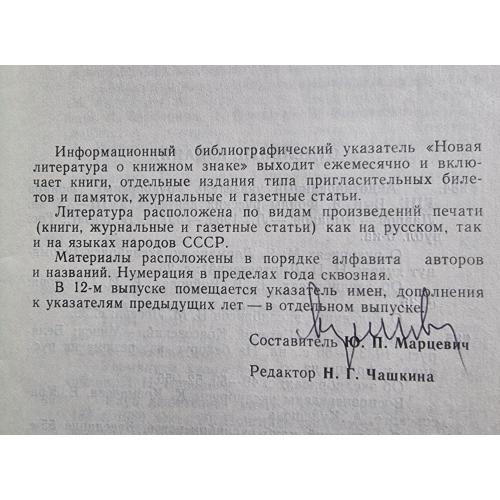 Информационный библиографический указатель «Новая
литература о книжном знаке» выходит ежемесячно и вклю-
чает книги, отдельные издания типа пригласительных биле-
тов и памяток, журнальные и газетные статьи.
Литература расположена по видам произведений печати
(книги, журнальные и газетные статьи) как на русском, так
и на языках народов СССР.
Материалы расположены в порядке алфавита авторов
и названий. Нумерация в пределах года сквозная.
В 12-м выпуске помещается указатель имен, дополнения
к указателям предыдущих лет — в отдельном выпуске.
Составитель Ю. П. Марцевич
Редактор Н. Г. Чашкина